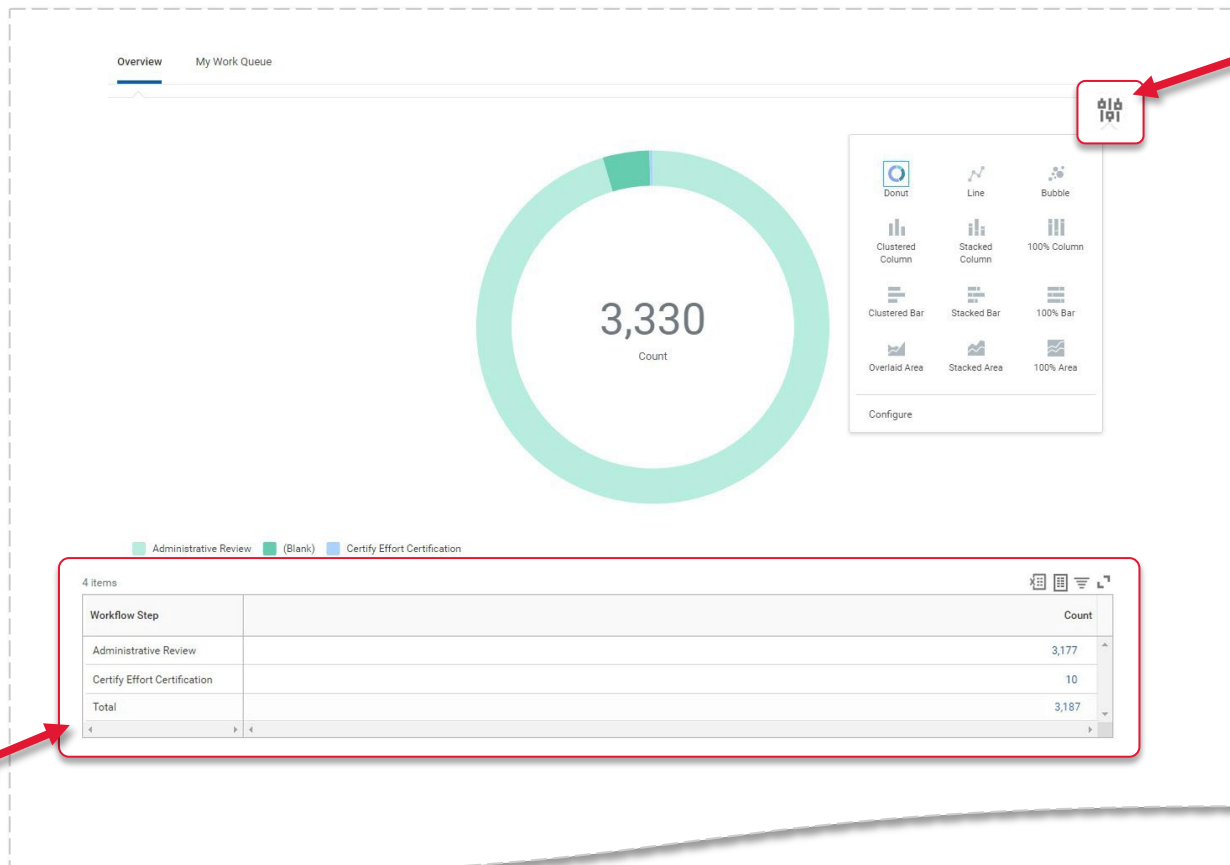 Overview My Work Queue
Donut Line Bubble
Clustered Column Stacked Column 100% Column
Clustered Bar Stacked Bar 100% Bar
Overlaid Area Stacked Area 100% Area
Configure
3,330
Count
Administrative Review (Blank) Certify Effort Certification
4 items
Workflow Step Count
Administrative Review 3,177
Certify Effort Certification 10
Total 3,187